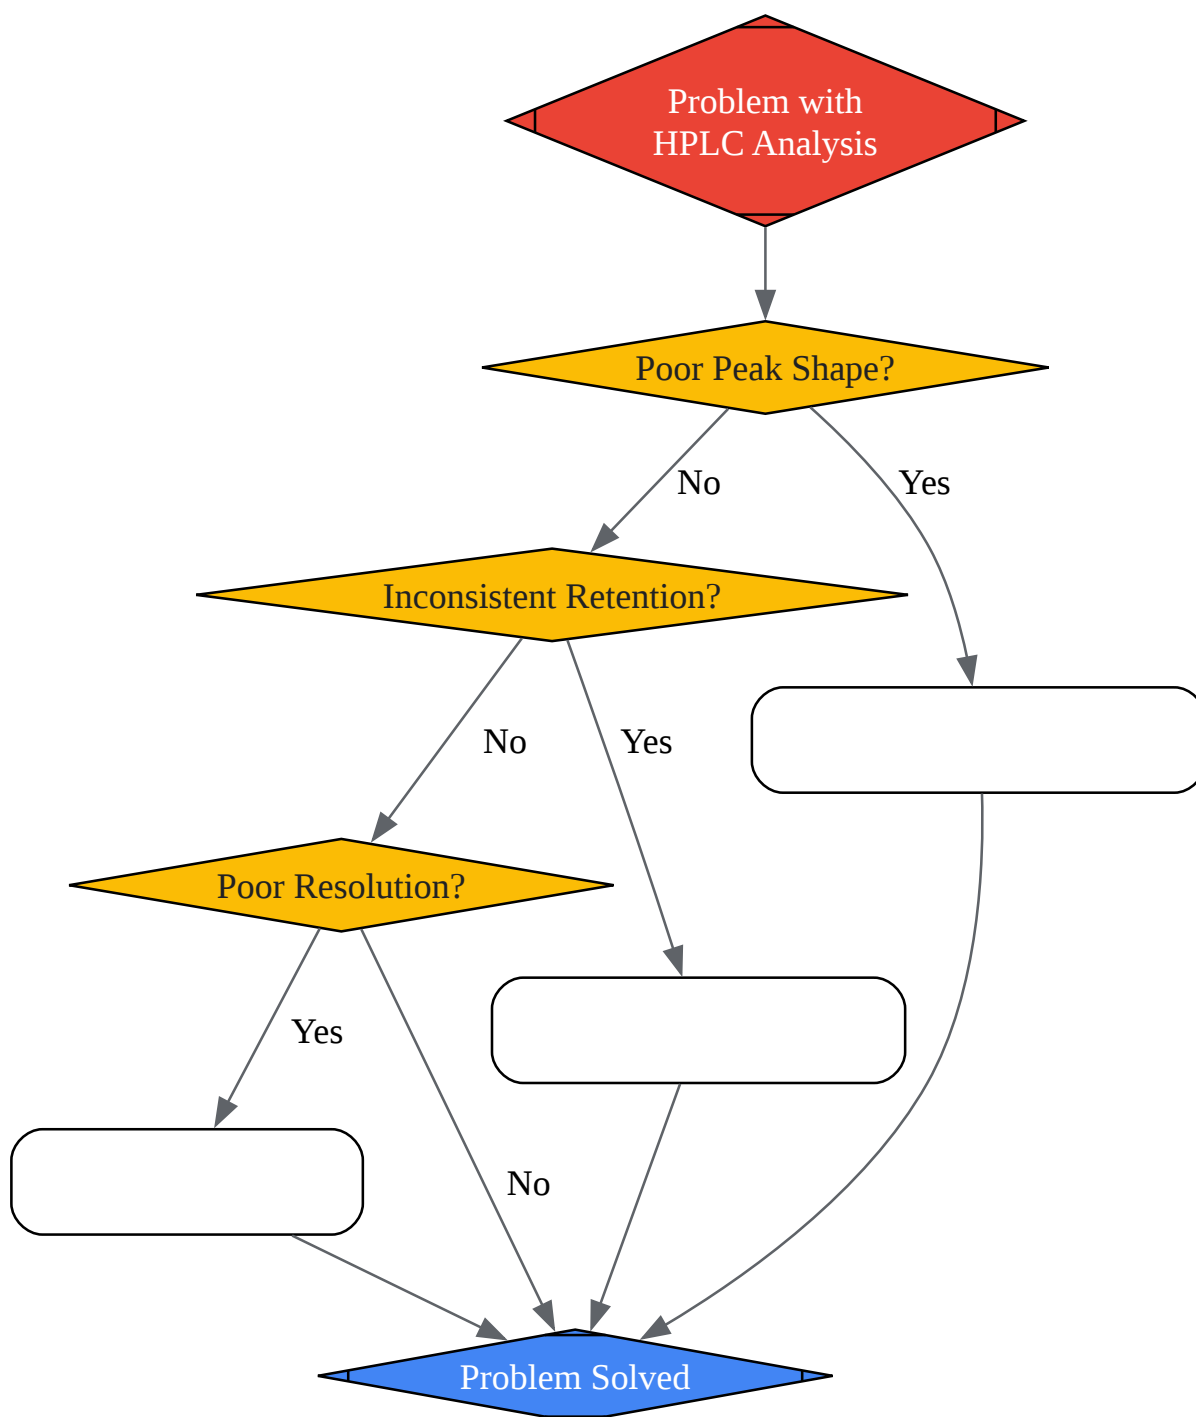 Problem with
HPLC Analysis
Poor Peak Shape?
No
Yes
Inconsistent Retention?
No
Yes
Poor Resolution?
Yes
No
Problem Solved